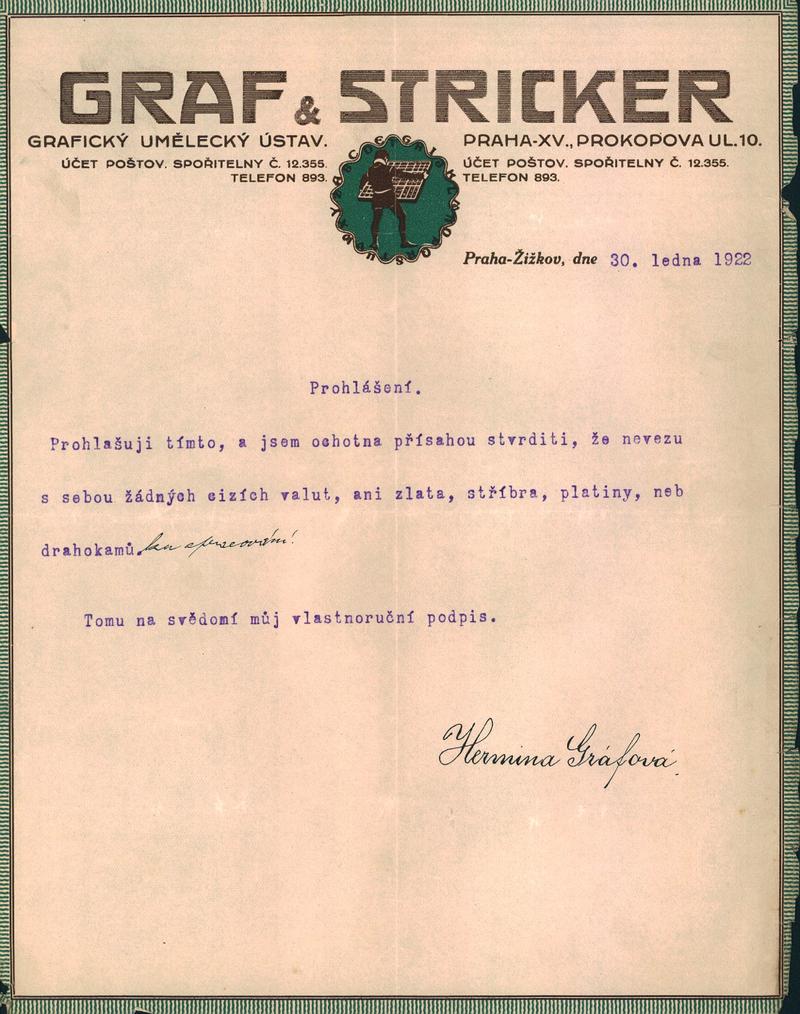 GRAF & STRICKER
GRAFICKÝ UMĚLECKÝ ÚSTAV.
ÚČET POŠTOV. SPOŘITELNY Č. 12.355.
TELEFON 893.
PRAHA-XV., PROKOPOVA UL. 10.
ÚČET POŠTOV. SPOŘITELNY Č. 12.355.
TELEFON 893.
Praha-Žižkov, dne 30. ledna 1922
Prohlášení.
Prohlašuji tímto, a jsem ochotna přísahou stvrditi, že nevezu
s sebou žádných cizích valut, ani zlata, stříbra, platiny, neb
drahokamů. ku zpracování!
Tomu na svědomí můj vlastnoruční podpis.
Hermina Gráfová.